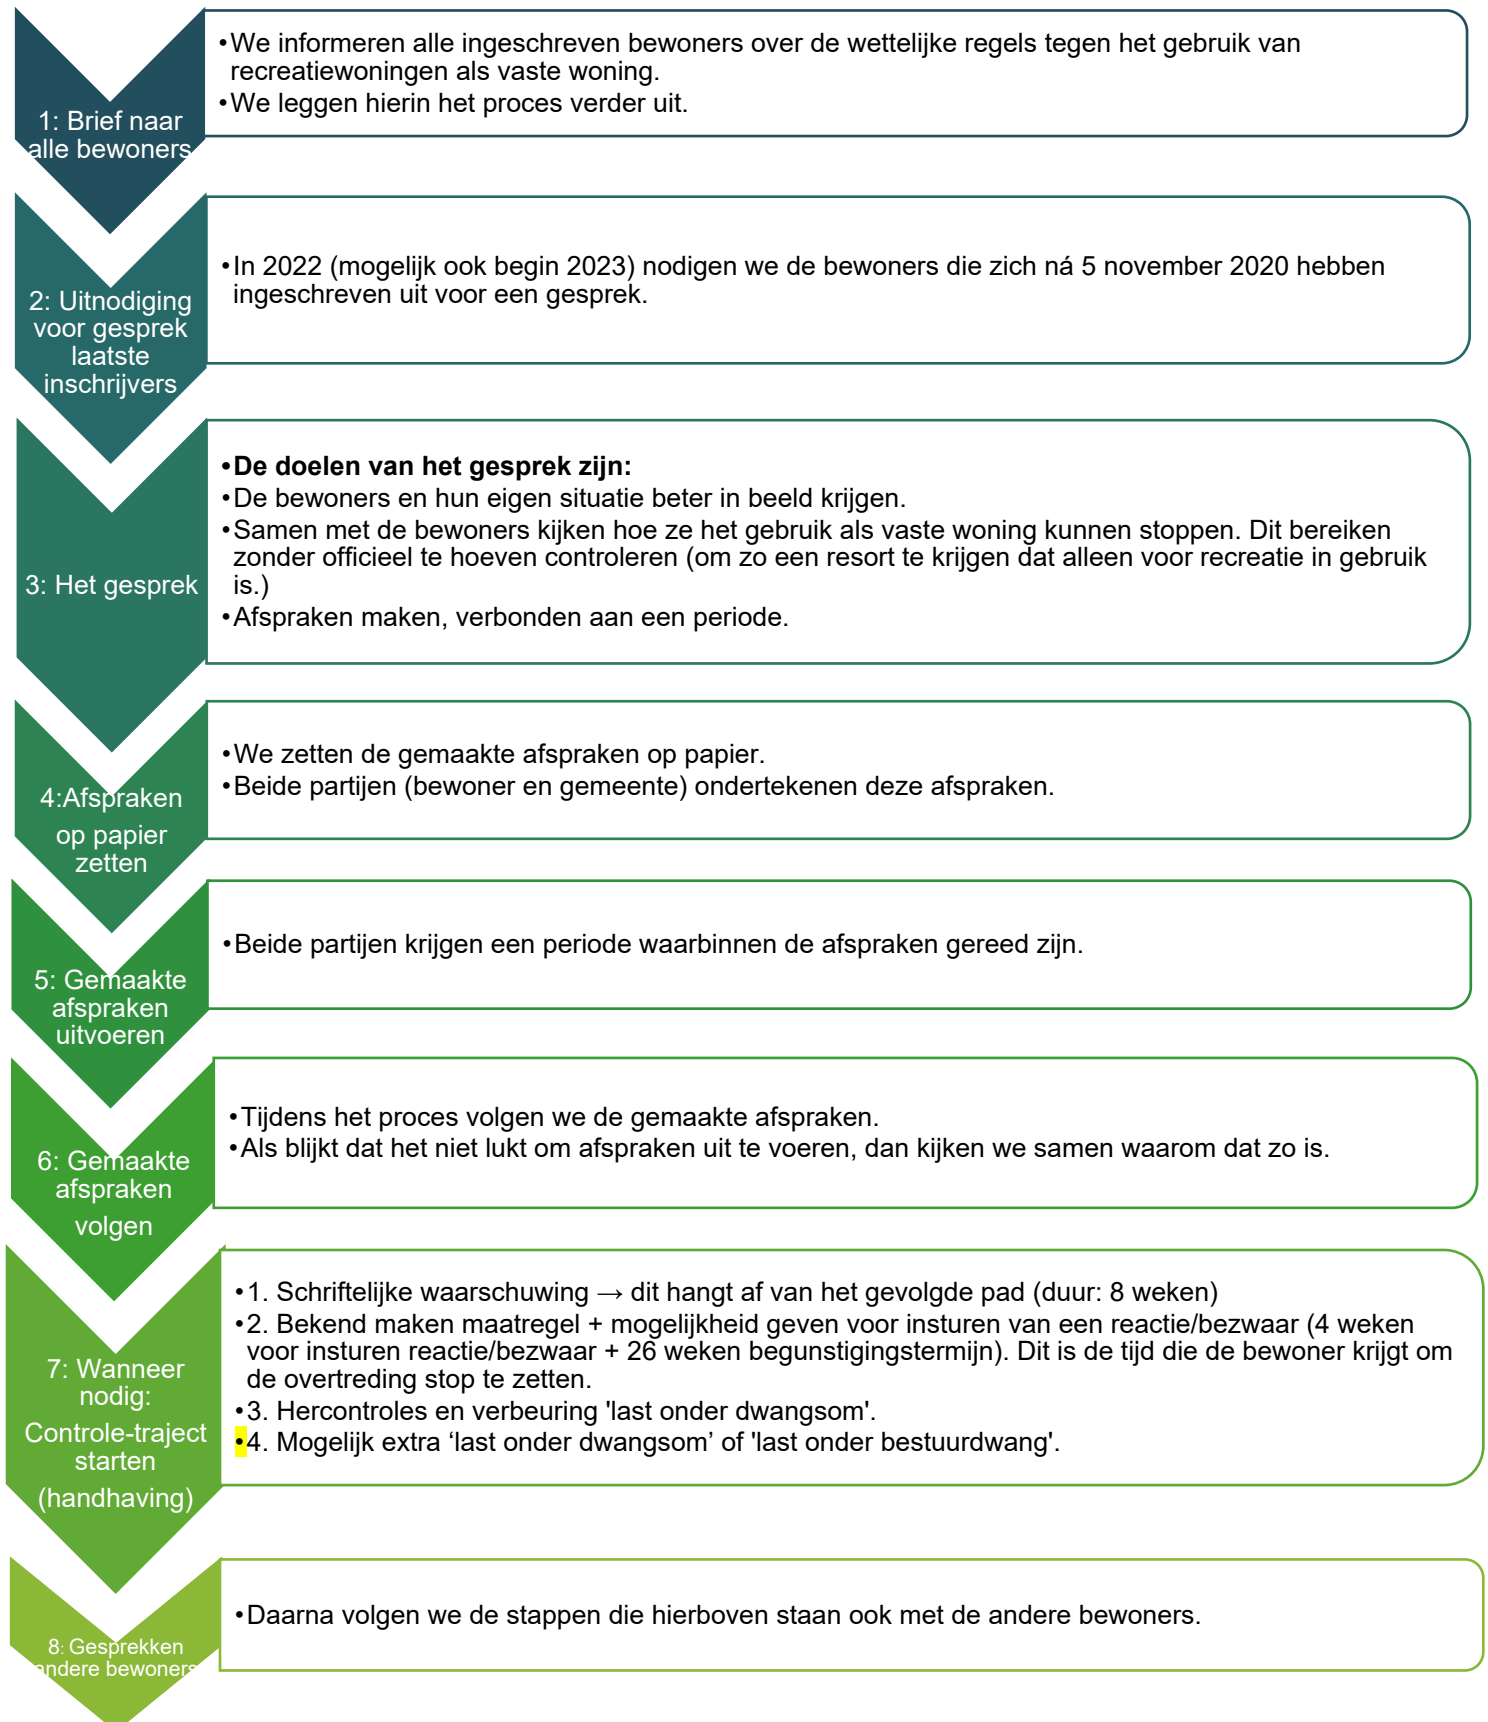 1: Brief naar
alle bewoners
•We informeren alle ingeschreven bewoners over de wettelijke regels tegen het gebruik van
recreatiewoningen als vaste woning.
•We leggen hierin het proces verder uit.
2: Uitnodiging
voor gesprek
laatste
inschrijvers
•In 2022 (mogelijk ook begin 2023) nodigen we de bewoners die zich ná 5 november 2020 hebben
ingeschreven uit voor een gesprek.
3: Het gesprek
•De doelen van het gesprek zijn:
•De bewoners en hun eigen situatie beter in beeld krijgen.
•Samen met de bewoners kijken hoe ze het gebruik als vaste woning kunnen stoppen. Dit bereiken
zonder officieel te hoeven controleren (om zo een resort te krijgen dat alleen voor recreatie in gebruik
is.)
•Afspraken maken, verbonden aan een periode.
4:Afspraken
op papier
zetten
•We zetten de gemaakte afspraken op papier.
•Beide partijen (bewoner en gemeente) ondertekenen deze afspraken.
5: Gemaakte
afspraken
uitvoeren
•Beide partijen krijgen een periode waarbinnen de afspraken gereed zijn.
6: Gemaakte
afspraken
volgen
•Tijdens het proces volgen we de gemaakte afspraken.
•Als blijkt dat het niet lukt om afspraken uit te voeren, dan kijken we samen waarom dat zo is.
7: Wanneer
nodig:
Controle-traject
starten
(handhaving)
•1. Schriftelijke waarschuwing → dit hangt af van het gevolgde pad (duur: 8 weken)
•2. Bekend maken maatregel + mogelijkheid geven voor insturen van een reactie/bezwaar (4 weken
voor insturen reactie/bezwaar + 26 weken begunstigingstermijn). Dit is de tijd die de bewoner krijgt om
de overtreding stop te zetten.
•3. Hercontroles en verbeuring 'last onder dwangsom'.
•4. Mogelijk extra ‘last onder dwangsom’ of 'last onder bestuurdwang'.
8: Gesprekken
andere bewoners
•Daarna volgen we de stappen die hierboven staan ook met de andere bewoners.